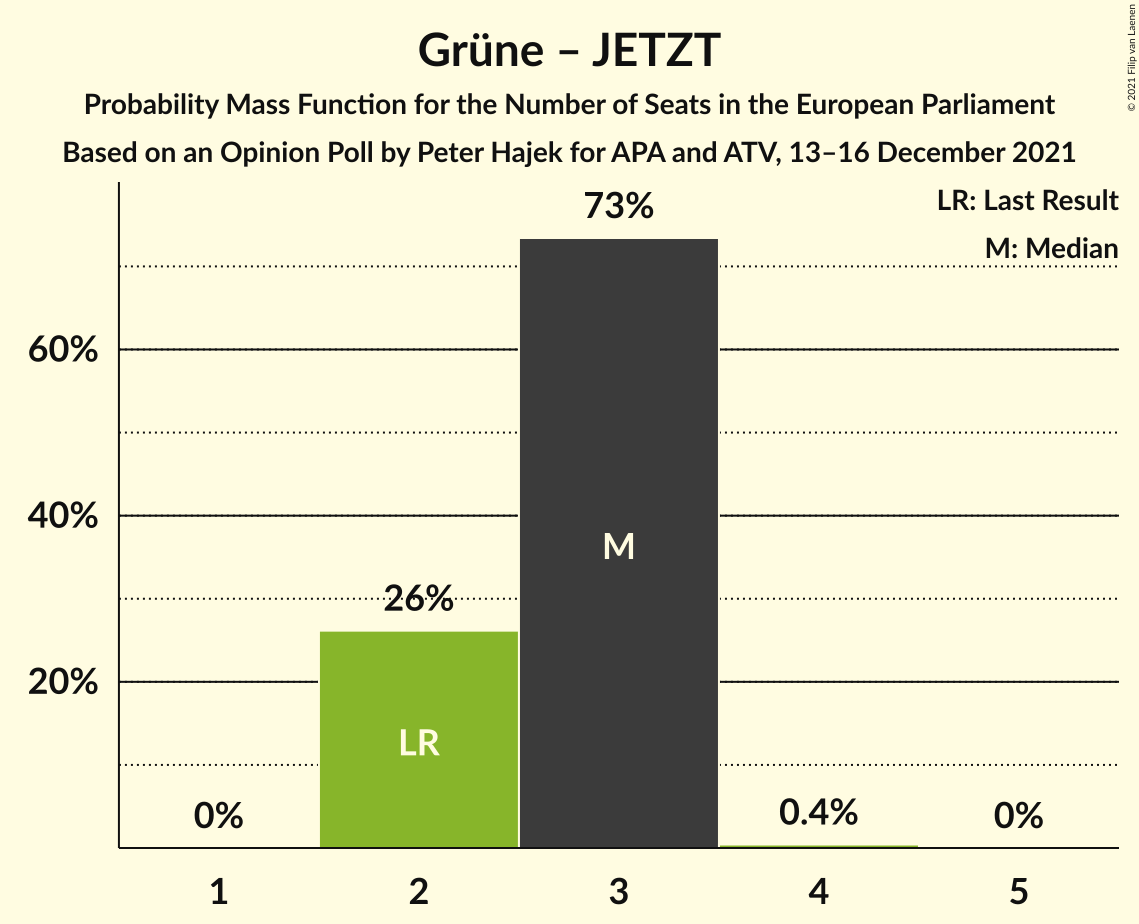 Grüne – JETZT
Probability Mass Function for the Number of Seats in the European Parliament
Based on an Opinion Poll by Peter Hajek for APA and ATV, 13–16 December 2021
© 2021 Filip van Laenen
LR: Last Result
M: Median
73%
60%
40%
M
26%
20%
LR
0%
0.4%
0%
1
2
3
4
5